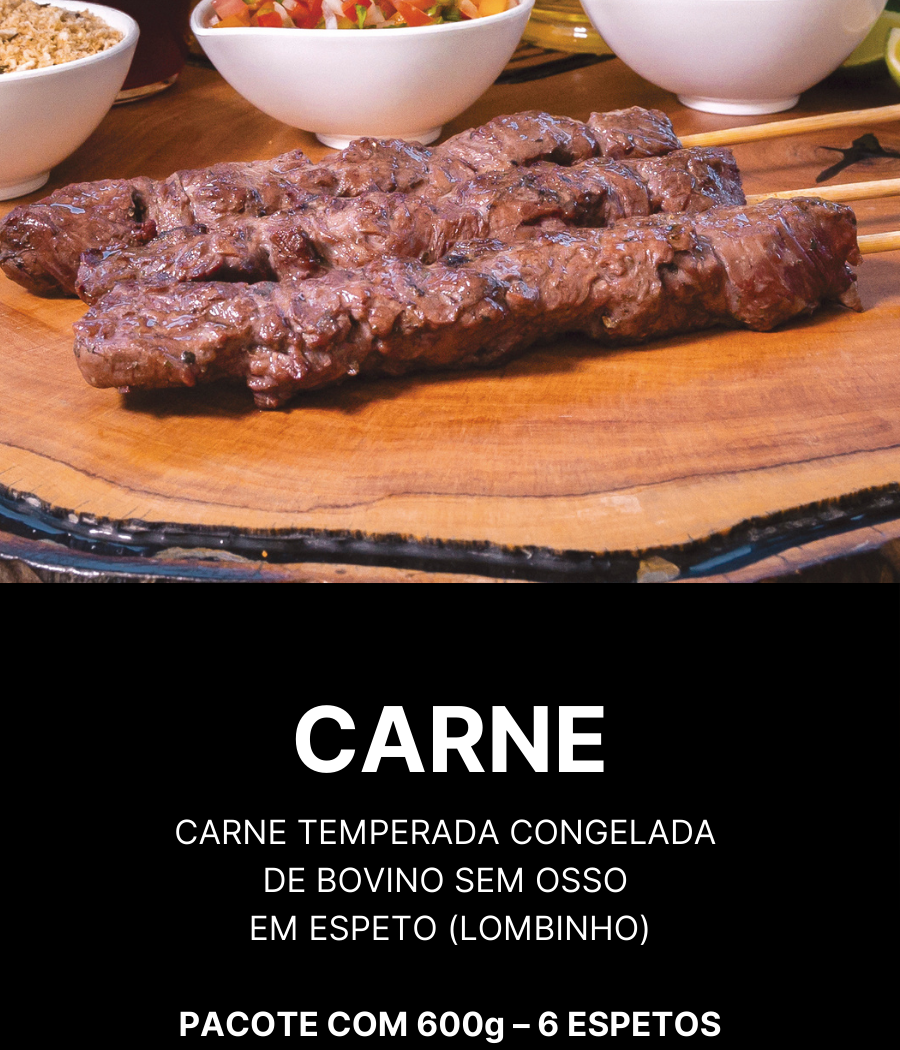 CARNE
CARNE TEMPERADA CONGELADA
DE BOVINO SEM OSSO
EM ESPETO (LOMBINHO)
PACOTE COM 600g – 6 ESPETOS